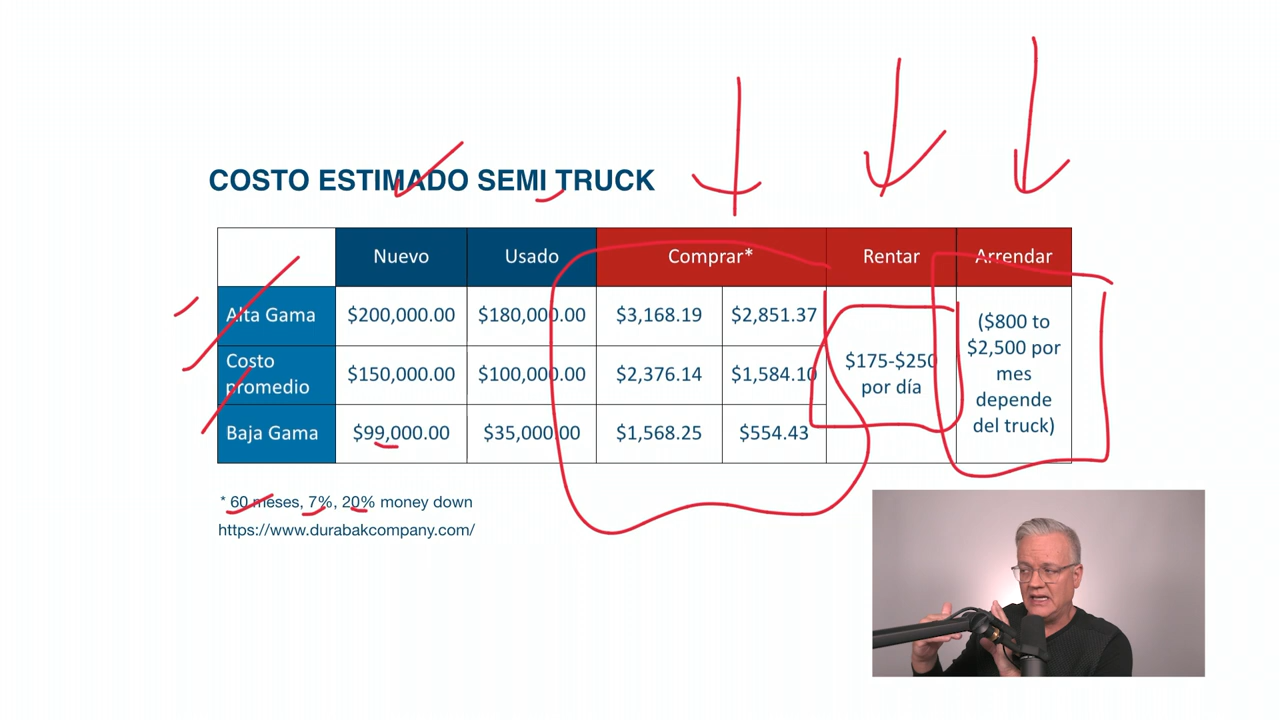 COSTO ESTIMADO SEMI TRUCK
Nuevo Usado Comprar* Rentar Arrendar
Alta Gama $200,000.00 $180,000.00 $3,168.19 $2,851.37
Costo promedio $150,000.00 $100,000.00 $2,376.14 $1,584.10
Baja Gama $99,000.00 $35,000.00 $1,568.25 $554.43
$175-$250
por día
($800 to
$2,500 por
mes
depende
del truck)
* 60 meses, 7%, 20% money down
https://www.durabakcompany.com/